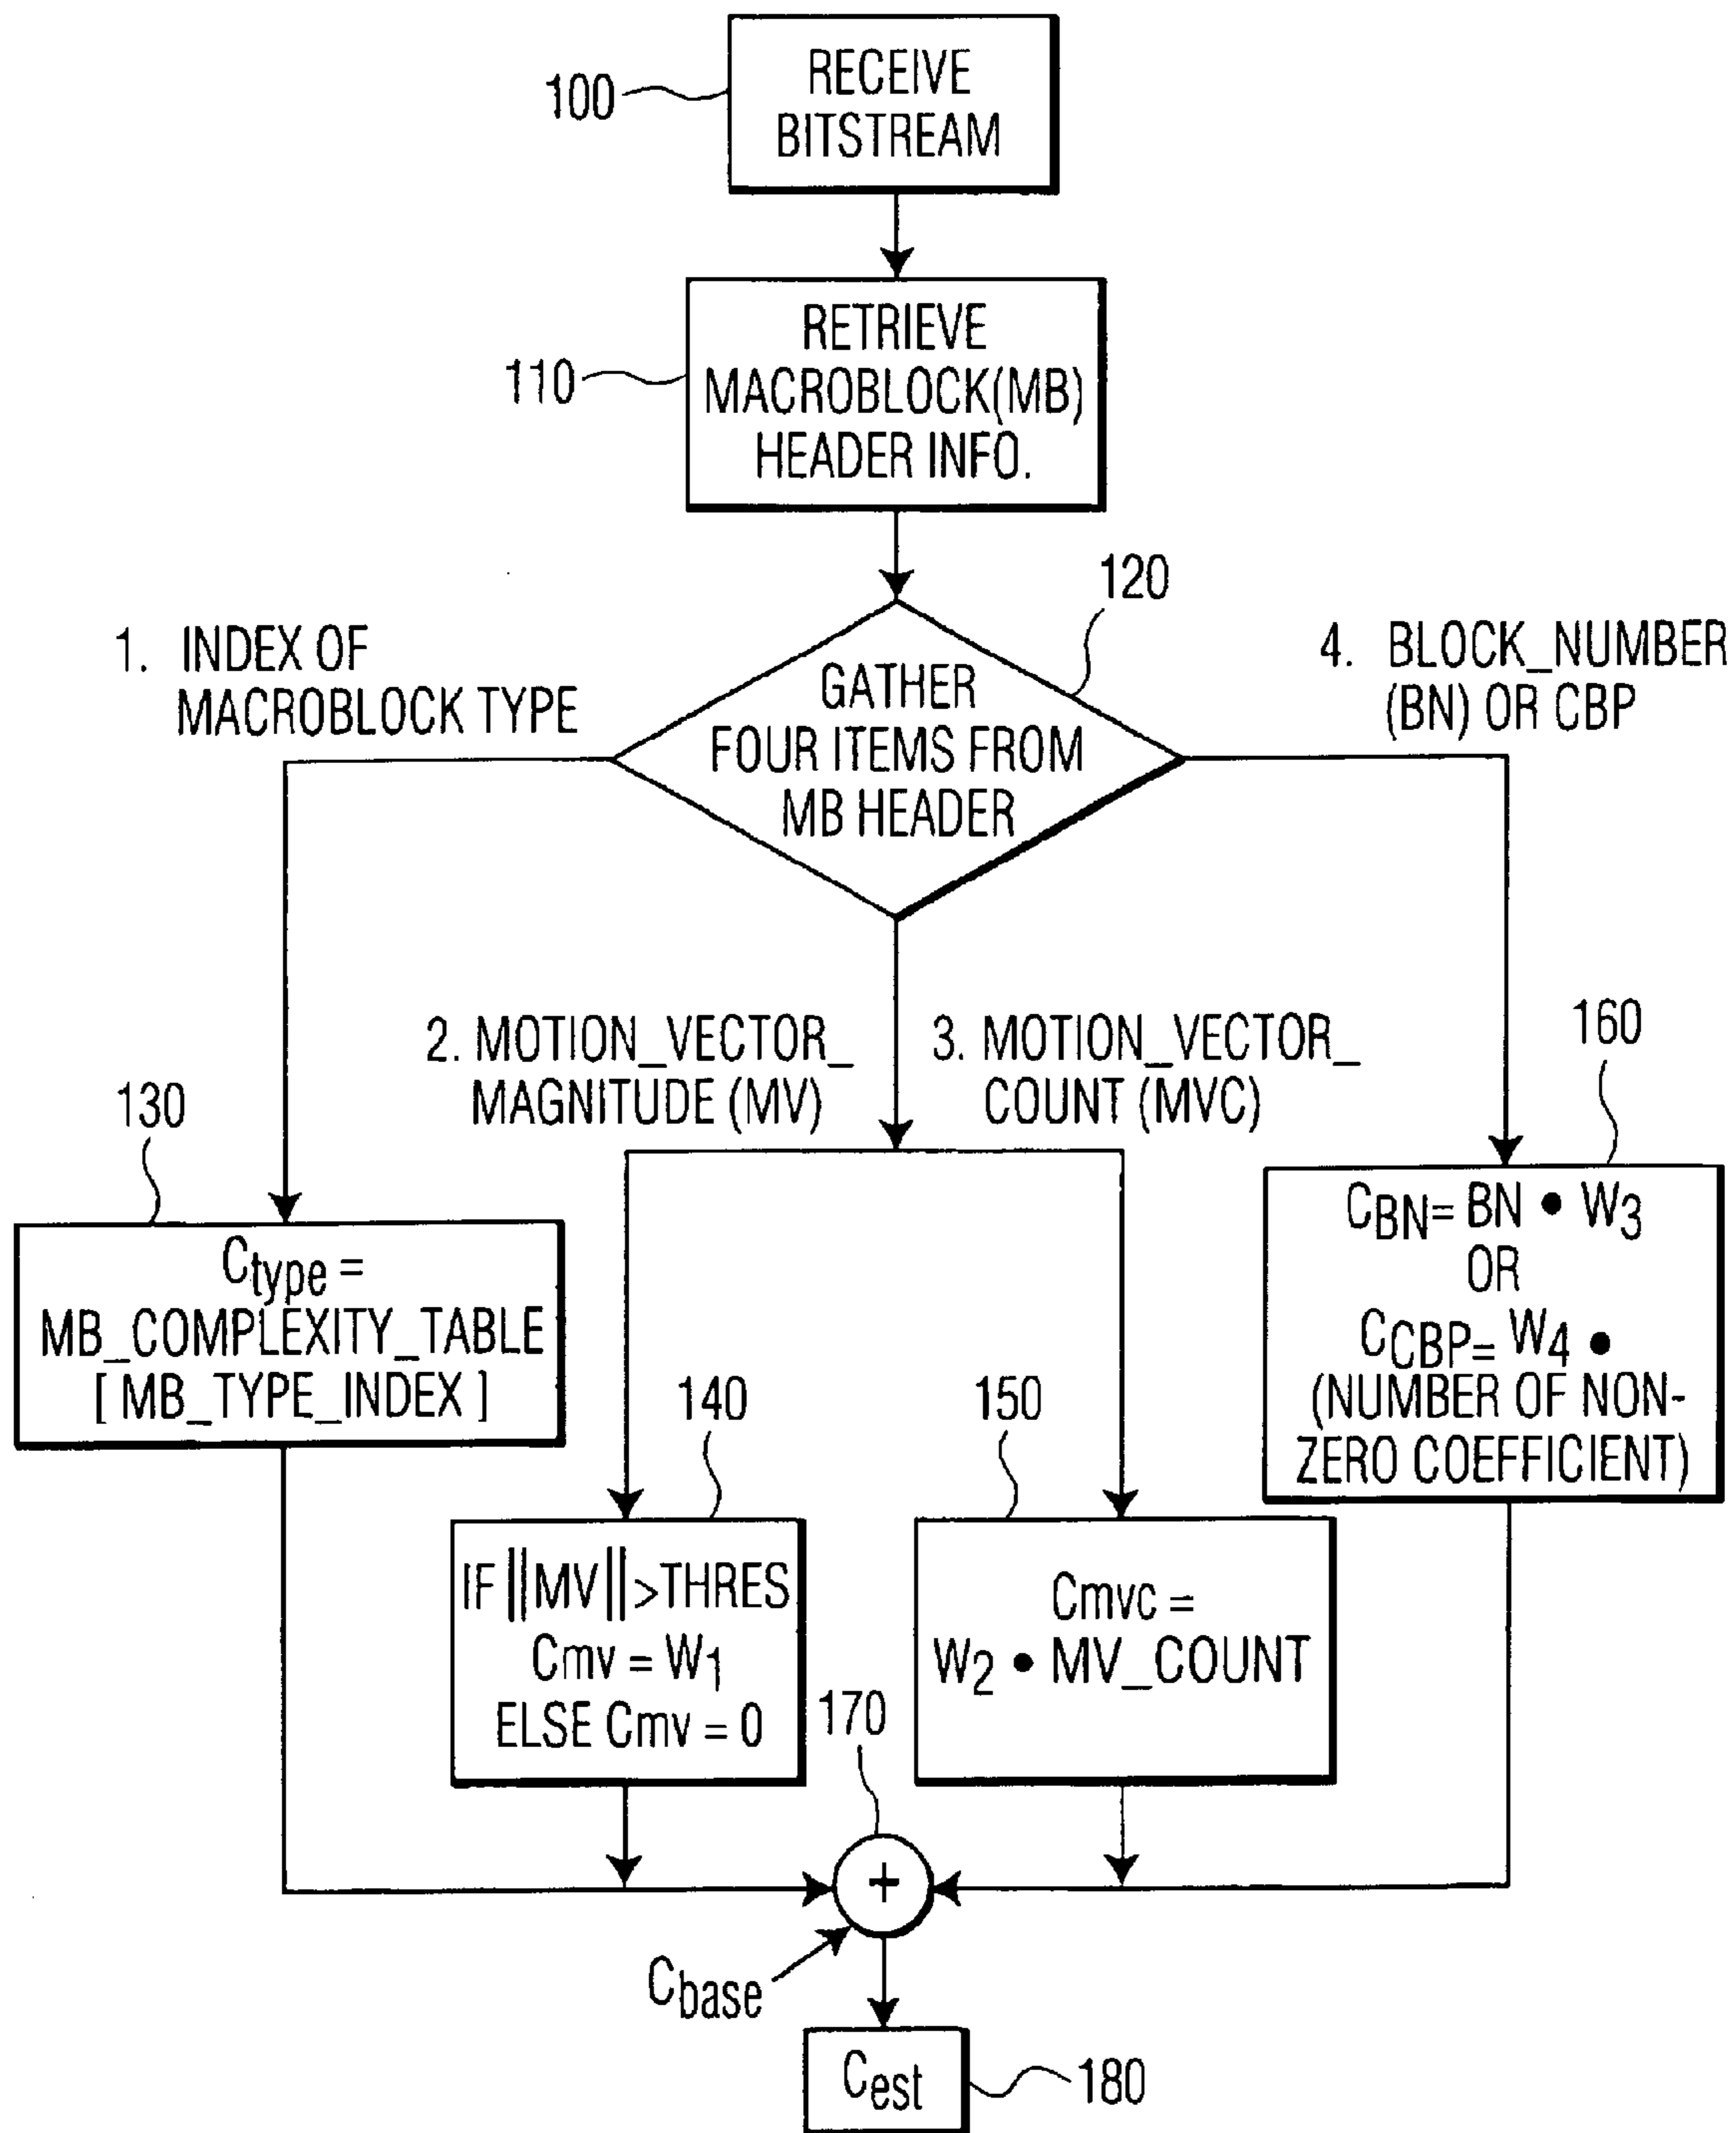 RECEIVE
BITSTREAM
100
RETRIEVE
MACROBLOCK(MB)
HEADER INFO.
110
120
1. INDEX OF
MACROBLOCK TYPE
GATHER
FOUR ITEMS FROM
MB HEADER
4. BLOCK_NUMBER
(BN) OR CBP
2. MOTION_VECTOR_
MAGNITUDE (MV)
3. MOTION_VECTOR_
COUNT (MVC)
130
Ctype =
MB_COMPLEXITY_TABLE
[ MB_TYPE_INDEX ]
160
CBN= BN • W3
OR
CCBP= W4 •
(NUMBER OF NON-
ZERO COEFFICIENT)
140
IF ||MV|| >THRES
Cmv = W1
ELSE Cmv = 0
150
Cmvc =
W2 • MV_COUNT
170
+
Cbase
Cest
180